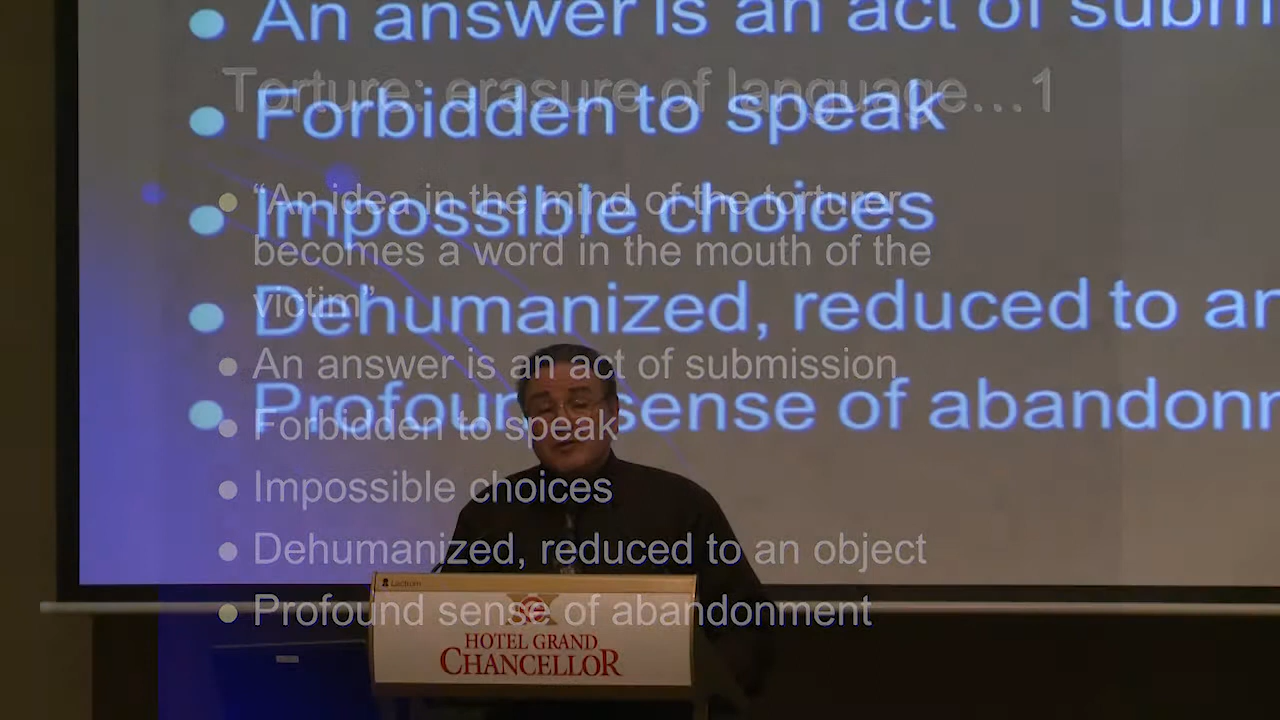 An answer is an act of subm
Torture: erasure of language...1
Forbidden to speak
“An idea in the mind of the torturer
Impossible choices
becomes a word in the mouth of the
victim”
Dehumanized, reduced to an
An answer is an act of submission
Profoun sense of abandonm
Forbidden to speak
Impossible choices
Dehumanized, reduced to an object
Profound sense of abandonment
Lectrum
HOTEL GRAND
CHANCELLOR